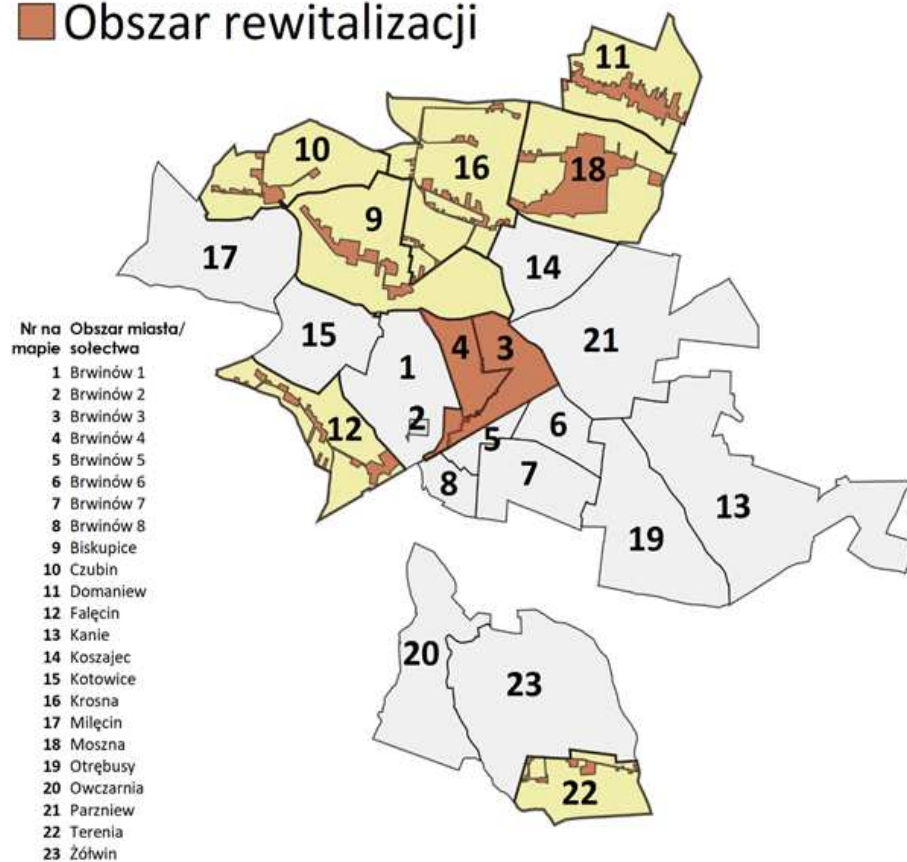 Obszar rewitalizacji
11
10
16
18
9
17
14
15
4
3
21
1
2
12
5
6
8
7
13
19
20
23
22
Nr na Obszar miasta/
mapie sołectwa
1 Brwinów 1
2 Brwinów 2
3 Brwinów 3
4 Brwinów 4
5 Brwinów 5
6 Brwinów 6
7 Brwinów 7
8 Brwinów 8
9 Biskupice
10 Czubin
11 Domaniew
12 Falęcin
13 Kanie
14 Koszajec
15 Kotowice
16 Krosna
17 Milęcin
18 Moszna
19 Otrębusy
20 Owczarnia
21 Parzniew
22 Terenia
23 Żółwin